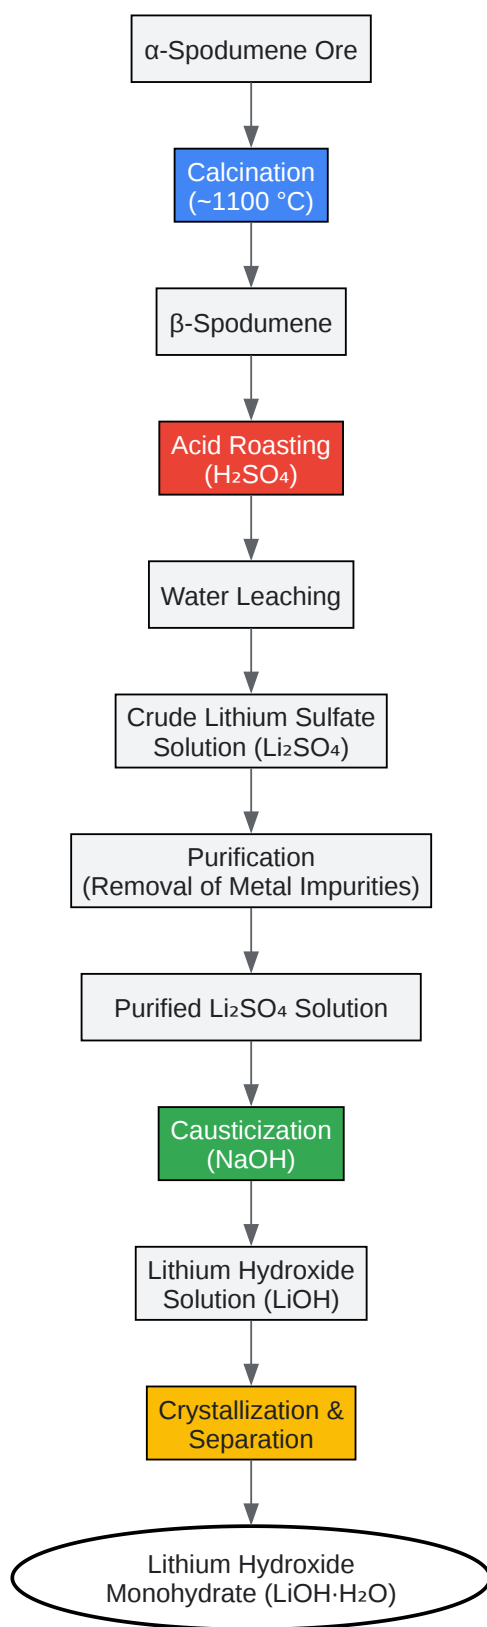 α-Spodumene Ore
Calcination
(~1100 °C)
β-Spodumene
Acid Roasting
(H₂SO₄)
Water Leaching
Crude Lithium Sulfate
Solution (Li₂SO₄)
Purification
(Removal of Metal Impurities)
Purified Li₂SO₄ Solution
Causticization
(NaOH)
Lithium Hydroxide
Solution (LiOH)
Crystallization &
Separation
Lithium Hydroxide
Monohydrate (LiOH·H₂O)